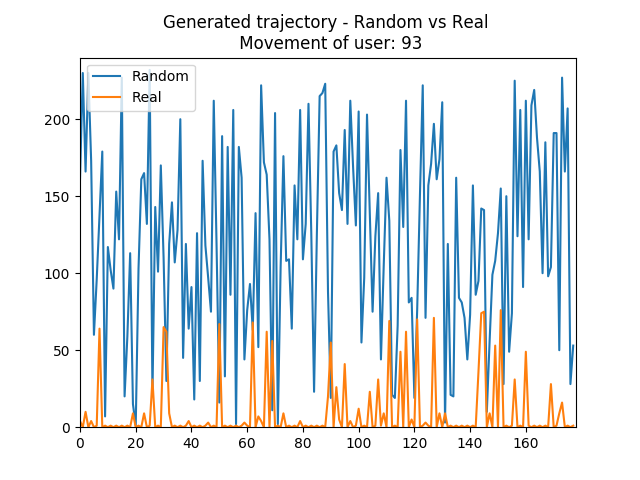 Generated trajectory - Random vs Real
Movement of user: 93
Random
Real
200
150
100
50
0
0 20 40 60 80 100 120 140 160